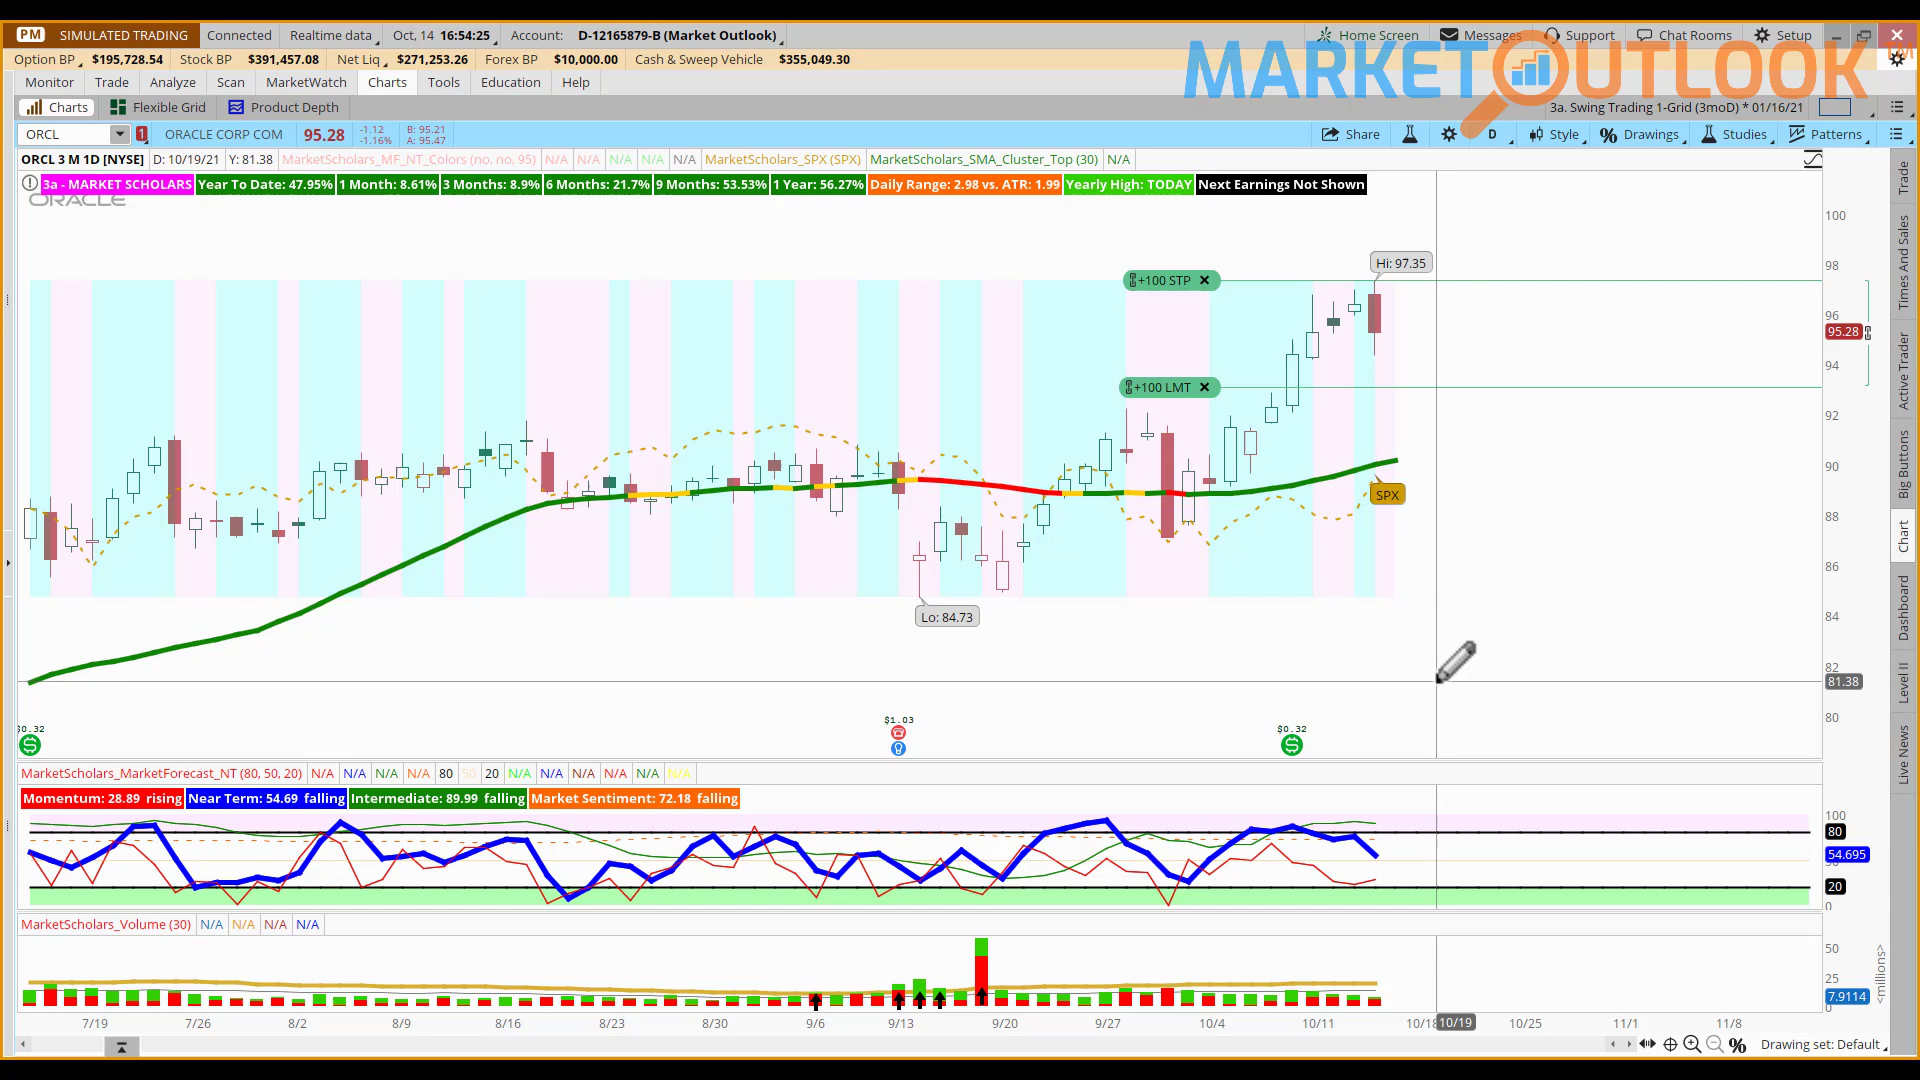 PM SIMULATED TRADING Connected Realtime data Oct, 14 16:54:25 Account: D-12165879-B (Market Outlook) Home Screen Messages Support Chat Rooms Setup
MARKETOUTLOOK
Option BP $195,728.54 Stock BP $391,457.08 Net Liq $271,253.26 Forex BP $10,000.00 Cash & Sweep Vehicle $355,049.30
Monitor Trade Analyze Scan MarketWatch Charts Tools Education Help
Charts Flexible Grid Product Depth 3a. Swing Trading 1-Grid (3moD) * 01/16/21
ORCL 1 ORACLE CORP COM 95.28 -1.12 -1.16% B: 95.21 A: 95.47 Share D Style Drawings Studies Patterns
ORCL 3 M 1D [NYSE] D: 10/19/21 Y: 81.38 MarketScholars_MF_NT_Colors (no, no, 95) N/A N/A N/A N/A N/A MarketScholars_SPX (SPX) MarketScholars_SMA_Cluster_Top (30) N/A
3a - MARKET SCHOLARS Year To Date: 47.95% 1 Month: 8.61% 3 Months: 8.9% 6 Months: 21.7% 9 Months: 53.53% 1 Year: 56.27% Daily Range: 2.98 vs. ATR: 1.99 Yearly High: TODAY Next Earnings Not Shown
ORACLE
100
Hi: 97.35
98
+100 STP
96
95.28
94
+100 LMT
92
90
SPX
88
86
84
Lo: 84.73
82
81.38
80
$0.32
$1.03
$0.32
MarketScholars_MarketForecast_NT (80, 50, 20) N/A N/A N/A N/A 80 50 20 N/A N/A N/A N/A N/A N/A
Momentum: 28.89 rising Near Term: 54.69 falling Intermediate: 89.99 falling Market Sentiment: 72.18 falling
100
80
54.695
20
0
MarketScholars_Volume (30) N/A N/A N/A N/A
50
25
7.9114
0
<millions>
7/19 7/26 8/2 8/9 8/16 8/23 8/30 9/6 9/13 9/20 9/27 10/4 10/11 10/18 10/19 10/25 11/1 11/8
Drawing set: Default
Trade
Times And Sales
Active Trader
Big Buttons
Chart
Dashboard
Level II
Live News